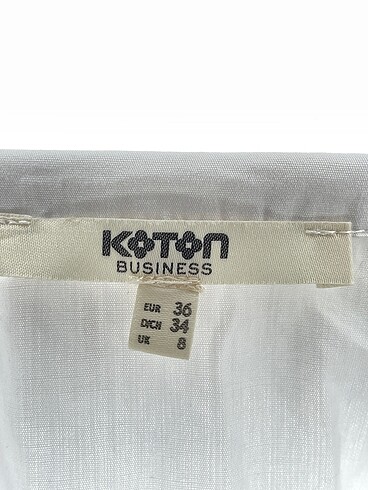 KOTON
BUSINESS
EUR 36
D/CH 34
UK 8